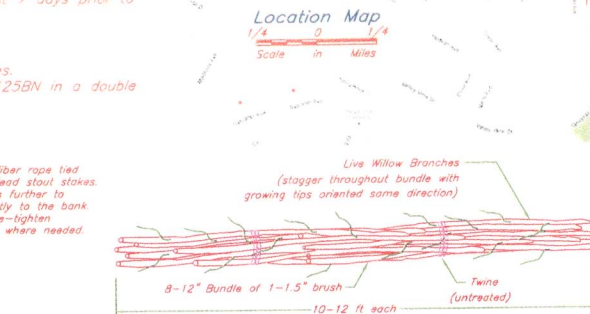 7 days prior to
Location Map
1/4 0 1/4
Scale in Miles
es.
25BN in a double
iber rope tied
ead stout stakes.
further to
tly to the bank.
e-tighten
where needed.
Live Willow Branches
(stagger throughout bundle with
growing tips oriented same direction)
8-12" Bundle of 1-1.5" brush
Twine
(untreated)
10-12 ft each